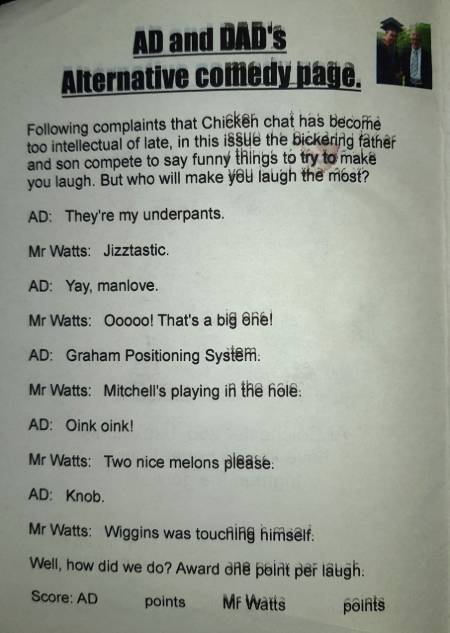 AD and DAD's
Alternative comedy page.
Following complaints that Chicken chat has become
too intellectual of late, in this issue the bickering father
and son compete to say funny things to try to make
you laugh. But who will make you laugh the most?
AD: They're my underpants.
Mr Watts: Jizztastic.
AD: Yay, manlove.
Mr Watts: Ooooo! That's a big one!
AD: Graham Positioning System.
Mr Watts: Mitchell's playing in the hole.
AD: Oink oink!
Mr Watts: Two nice melons please.
AD: Knob.
Mr Watts: Wiggins was touching himself.
Well, how did we do? Award one point per laugh.
Score: AD points Mr Watts points